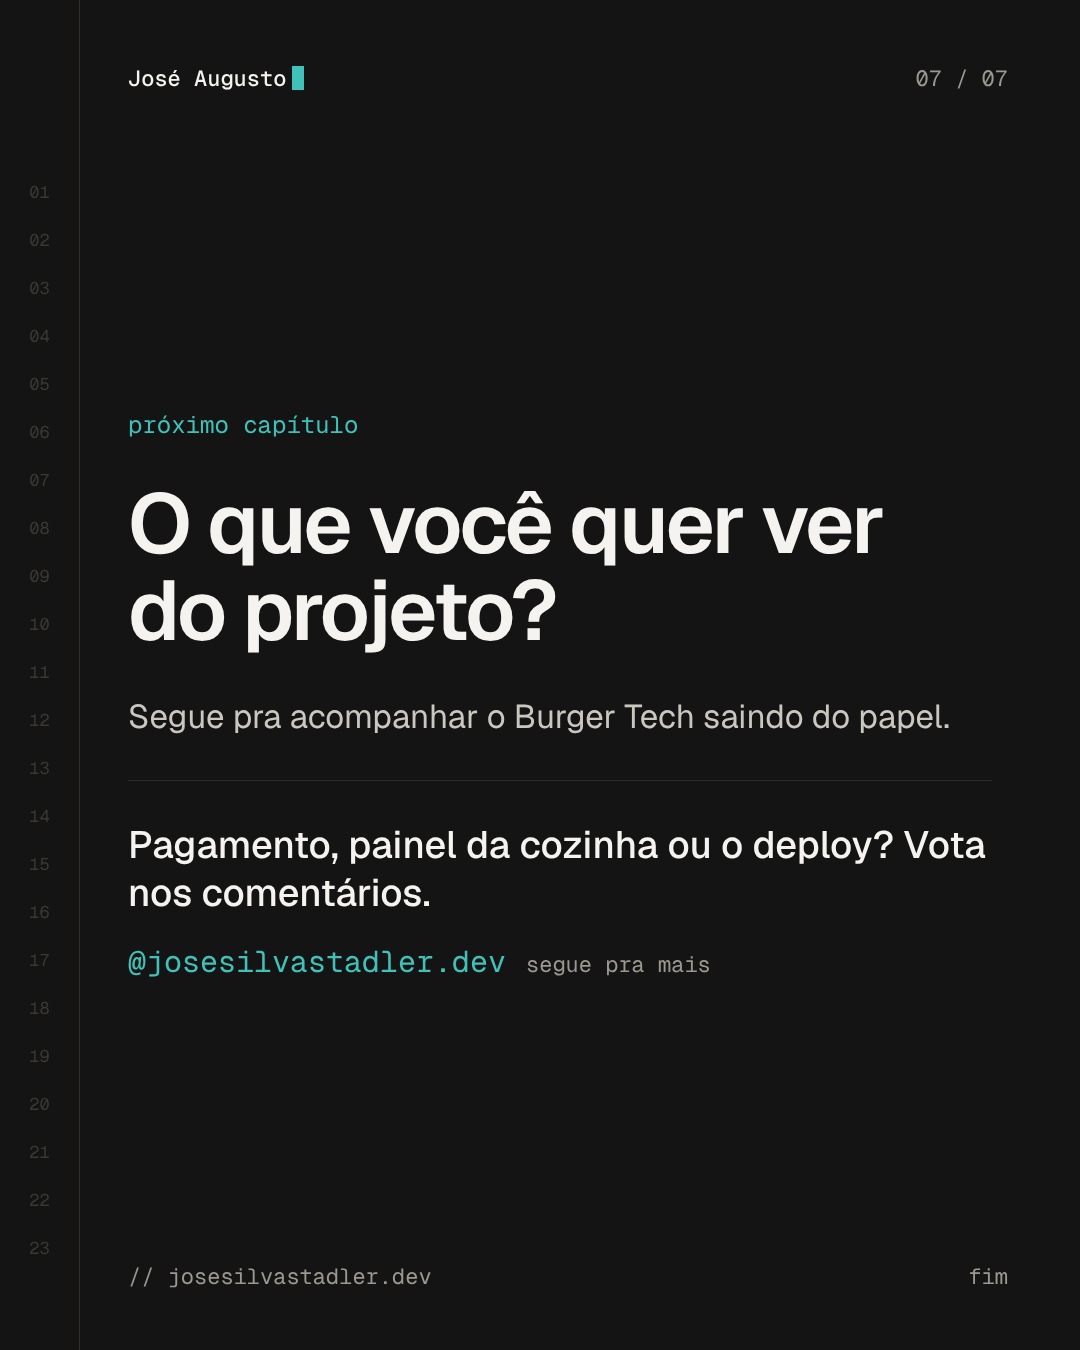 José Augusto
07 / 07
01
02
03
04
05
06
07
08
09
10
11
12
13
14
15
16
17
18
19
20
21
22
23
próximo capítulo
O que você quer ver
do projeto?
Segue pra acompanhar o Burger Tech saindo do papel.
Pagamento, painel da cozinha ou o deploy? Vota
nos comentários.
@josesilvastadler.dev segue pra mais
// josesilvastadler.dev
fim